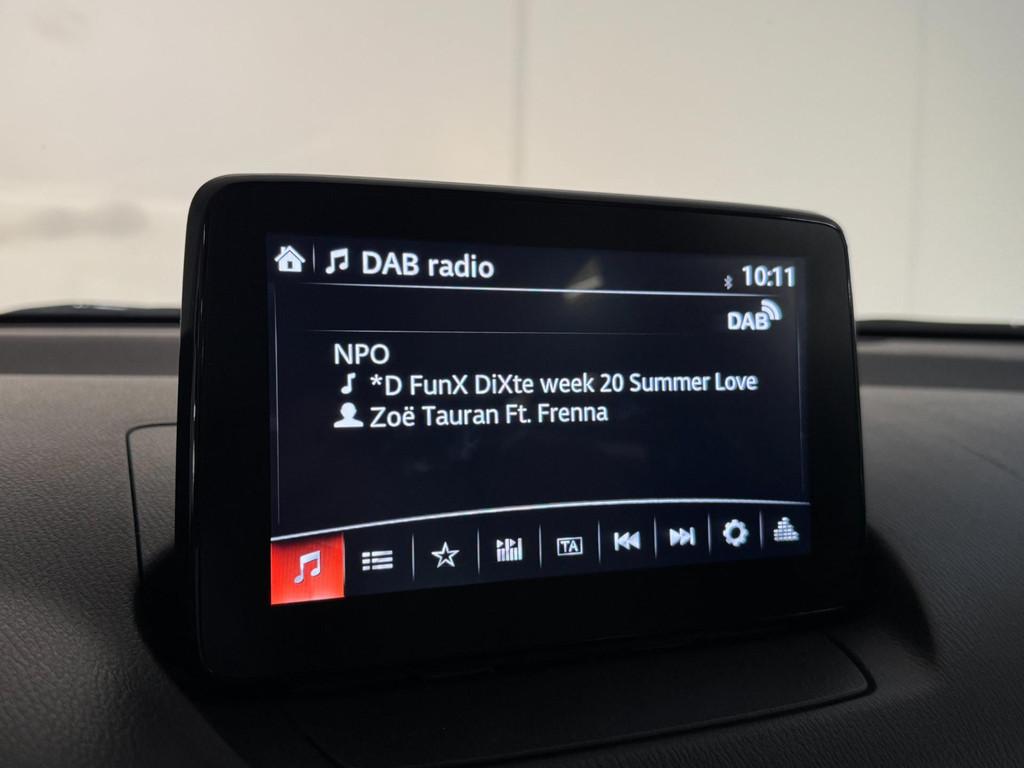 DAB radio
10:11
DAB
NPO
*D FunX DiXte week 20 Summer Love
Zoë Tauran Ft. Frenna
TA